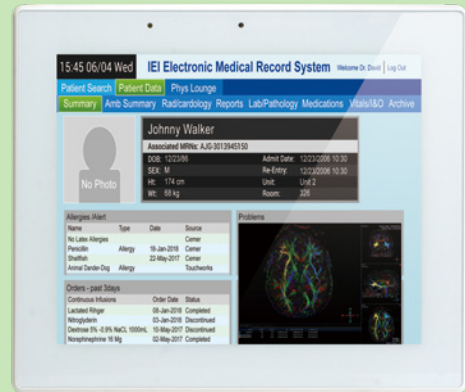 15:45 06/04 Wed IEI Electronic Medical Record System Welcome Dr. David | Log Out
Patient Search Patient Data Phys Lounge
Summary Amb Summary Rad/cardology Reports Lab/Pathology Medications Vitals/I&O Archive
No Photo
Johnny Walker
Associated MRNs: AJG-3013945150
DOB: 12/23/86 Admit Date: 12/23/2006 10:30
SEX: M Re-Entry: 12/23/2006 10:30
Ht: 174 cm Unit: Unit 2
Wt: 68 kg Room: 326
Allergies /Alert
Name Type Date Source
No Latex Allergies Cerner
Penicillin Allergy 18-Jan-2018 Cerner
Shellfish 22-May-2017 Cerner
Animal Dander-Dog Allergy Touchworks
Problems
Orders - past 3days
Continuous Infusions Order Date Status
Lactated Rihger 08-Jan-2018 Completed
Nitroglyderin 03-Jan-2018 Discontinued
Dextrose 5% -0.9% NaCL 1000mL 10-May-2017 Discontinued
Norephinephrine 16 Mg 02-May-2017 Completed